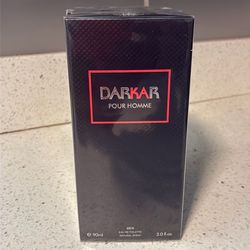 DARKAR
POUR HOMME
MEN
EAU DE TOILETTE
NATURAL SPRAY
℮ 90ml 3.0 fl.oz